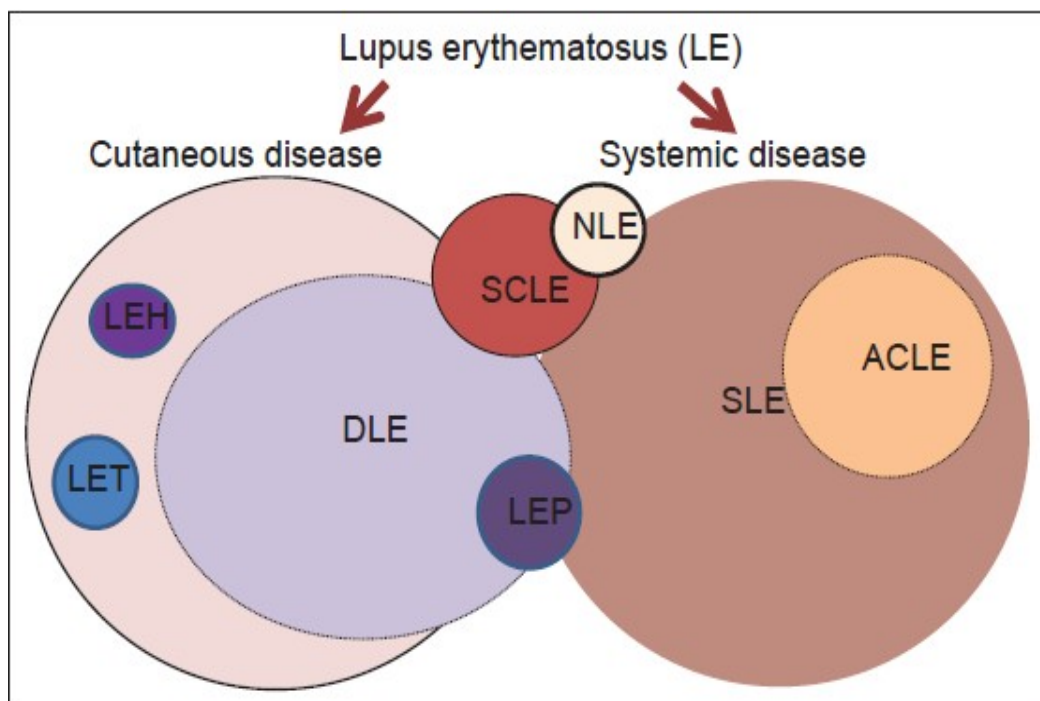 Lupus erythematosus (LE)
Cutaneous disease
Systemic disease
NLE
SCLE
LEH
ACLE
SLE
DLE
LET
LEP